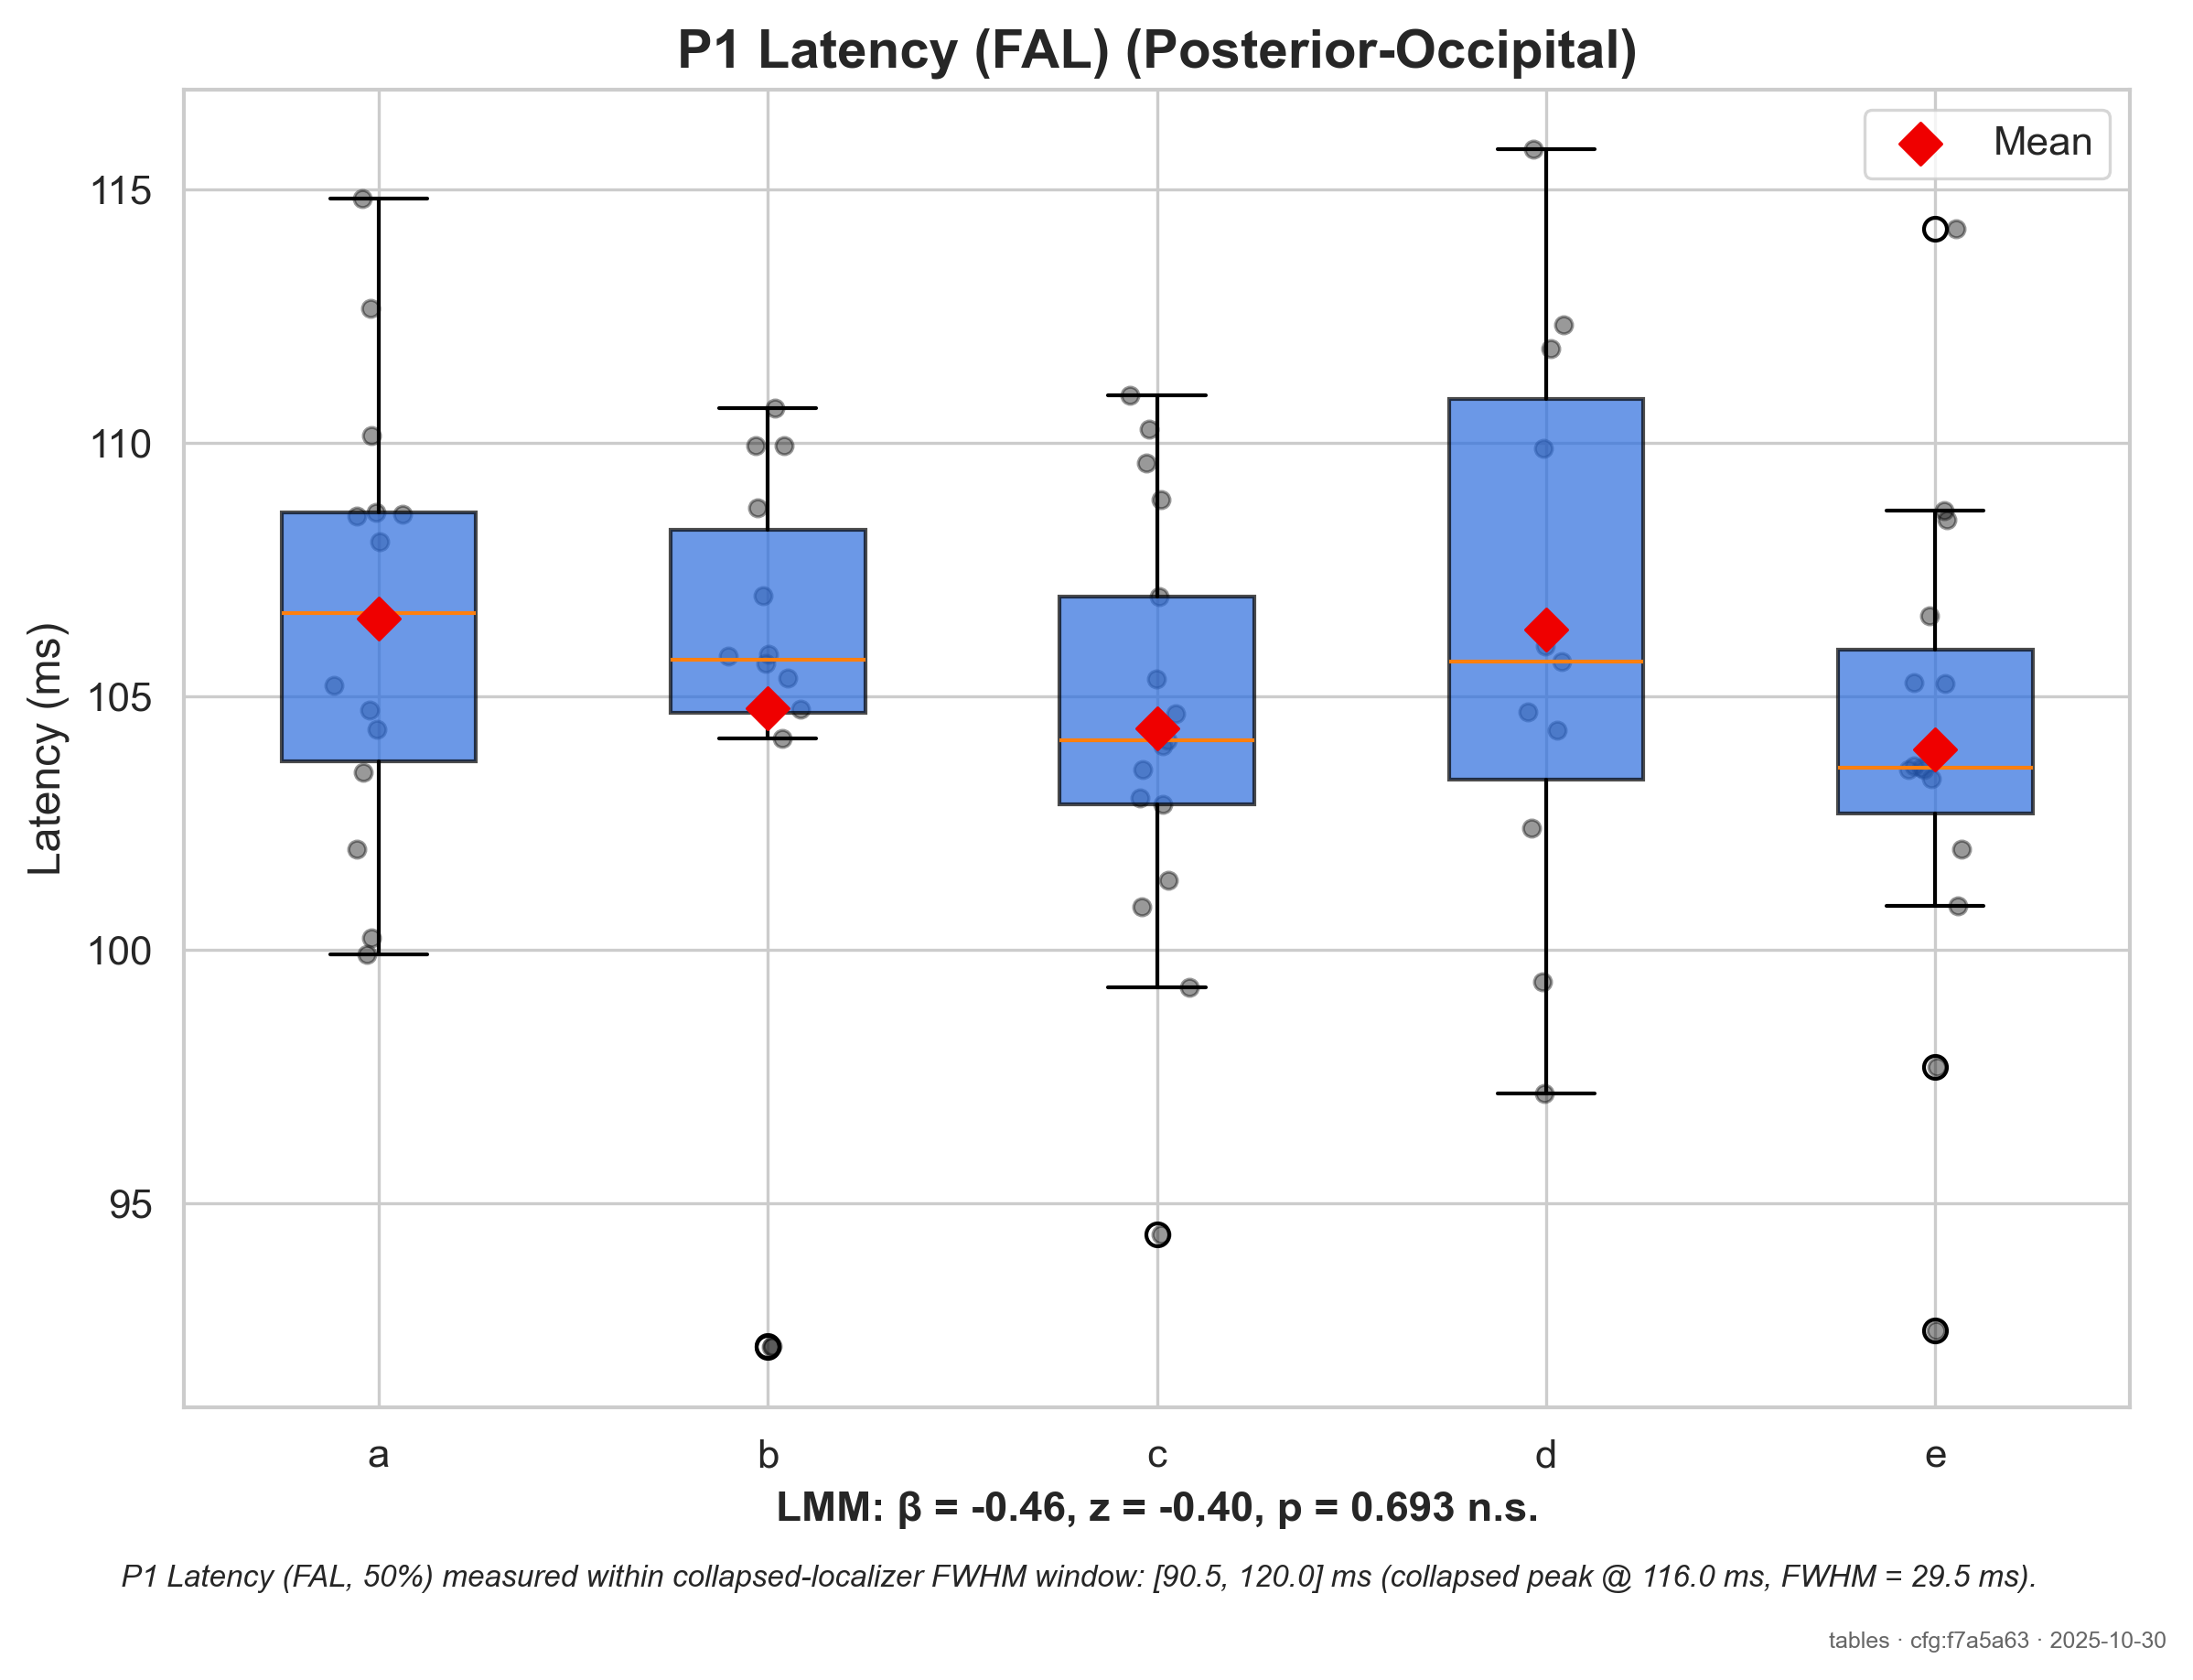 P1 Latency (FAL) (Posterior-Occipital)
Mean
115
110
105
100
95
Latency (ms)
a b c d e
LMM: β = -0.46, z = -0.40, p = 0.693 n.s.
P1 Latency (FAL, 50%) measured within collapsed-localizer FWHM window: [90.5, 120.0] ms (collapsed peak @ 116.0 ms, FWHM = 29.5 ms).
tables · cfg:f7a5a63 · 2025-10-30